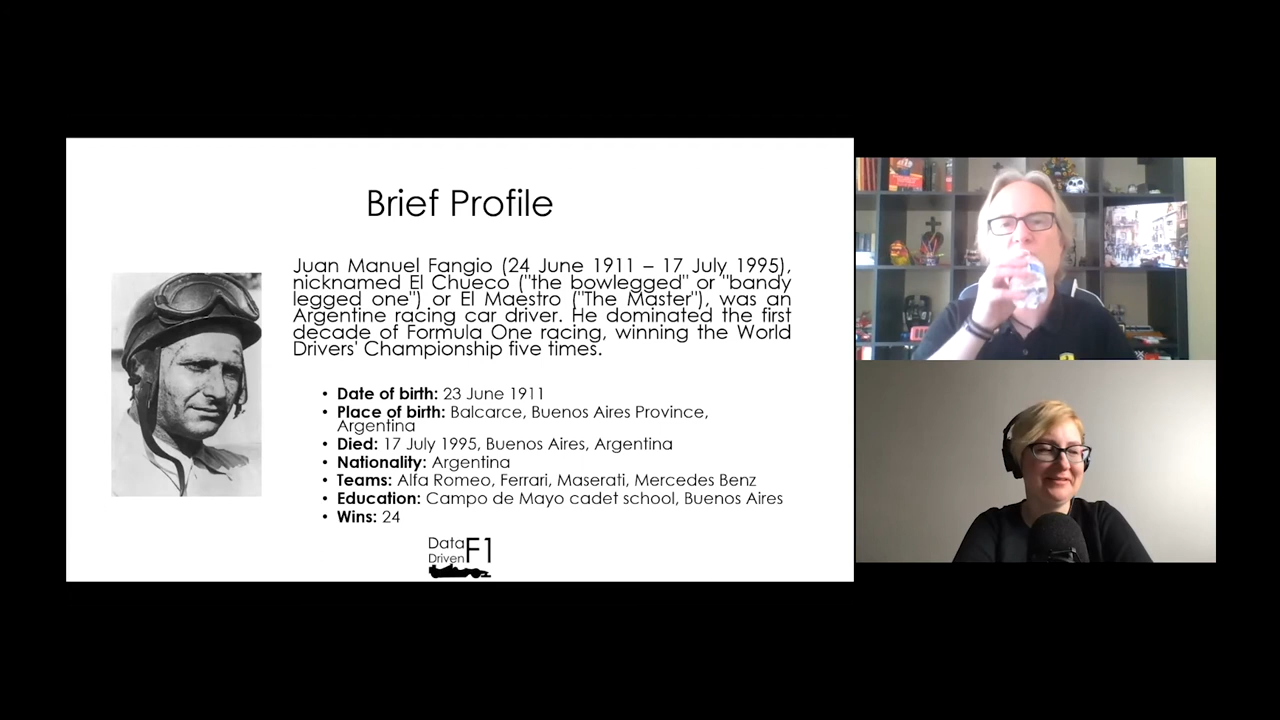 Brief Profile
Juan Manuel Fangio (24 June 1911 – 17 July 1995),
nicknamed El Chueco ("the bowlegged" or "bandy
legged one") or El Maestro ("The Master"), was an
Argentine racing car driver. He dominated the first
decade of Formula One racing, winning the World
Drivers' Championship five times.
• Date of birth: 23 June 1911
• Place of birth: Balcarce, Buenos Aires Province,
Argentina
• Died: 17 July 1995, Buenos Aires, Argentina
• Nationality: Argentina
• Teams: Alfa Romeo, Ferrari, Maserati, Mercedes Benz
• Education: Campo de Mayo cadet school, Buenos Aires
• Wins: 24
Data
Driven
F1